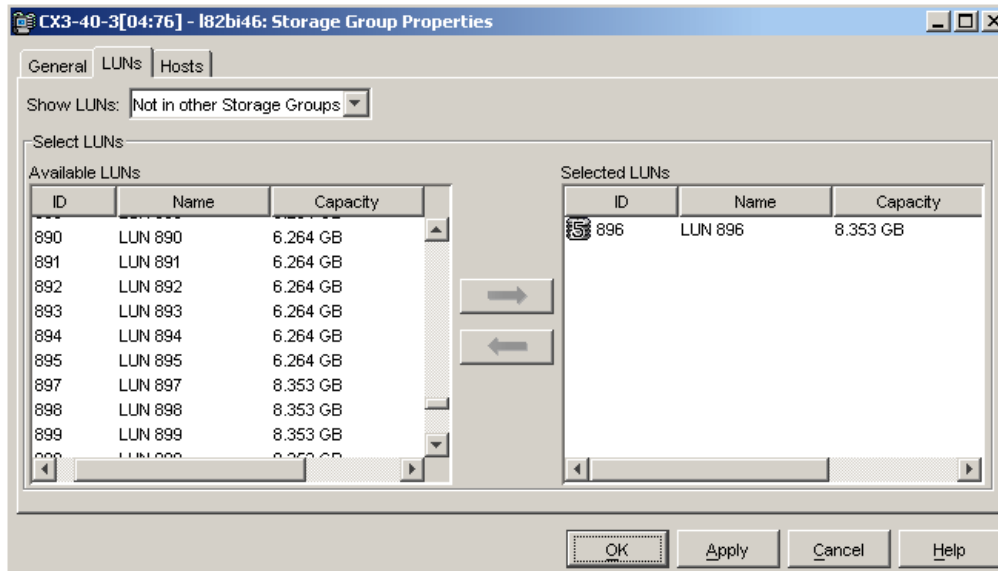 CX3-40-3[04:76] - l82bi46: Storage Group Properties
General LUNs Hosts
Show LUNs: Not in other Storage Groups
Select LUNs
Available LUNs
ID Name Capacity
890 LUN 890 6.264 GB
891 LUN 891 6.264 GB
892 LUN 892 6.264 GB
893 LUN 893 6.264 GB
894 LUN 894 6.264 GB
895 LUN 895 6.264 GB
897 LUN 897 8.353 GB
898 LUN 898 8.353 GB
899 LUN 899 8.353 GB
Selected LUNs
ID Name Capacity
5 896 LUN 896 8.353 GB
OK Apply Cancel Help